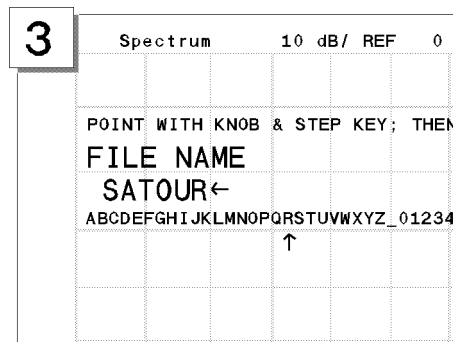 3
Spectrum 10 dB/ REF 0
POINT WITH KNOB & STEP KEY; THEN
FILE NAME
SATOUR←
ABCDEFGHIJKLMNOPQRSTUVWXYZ_01234
↑